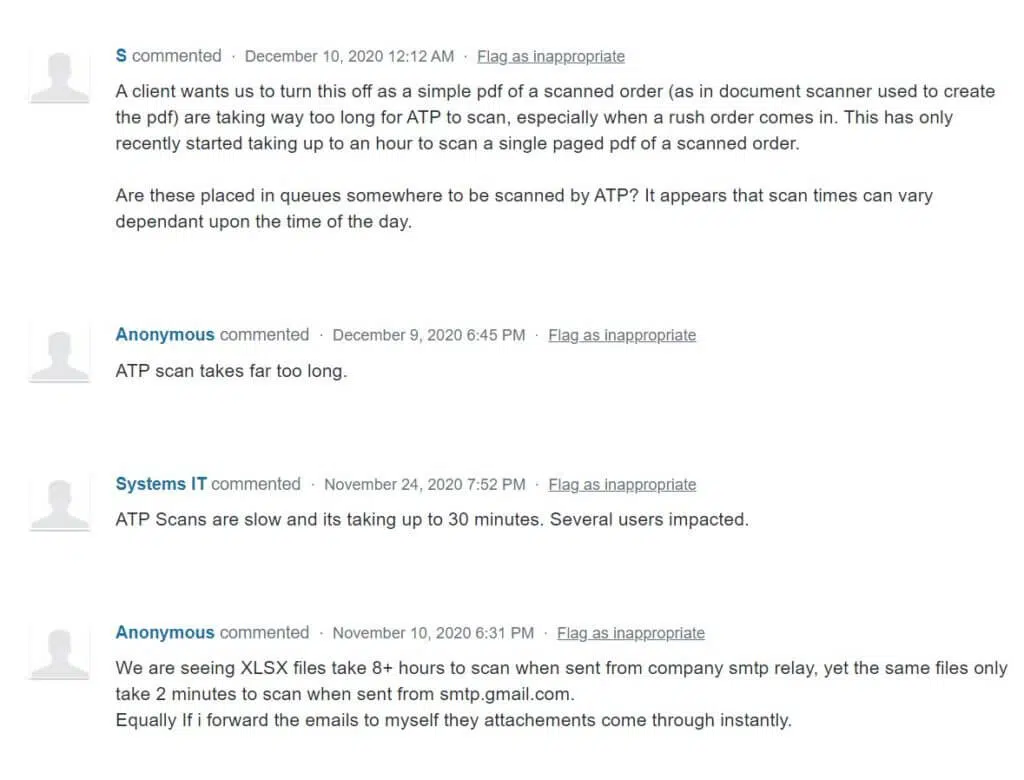 S commented · December 10, 2020 12:12 AM · Flag as inappropriate
A client wants us to turn this off as a simple pdf of a scanned order (as in document scanner used to create
the pdf) are taking way too long for ATP to scan, especially when a rush order comes in. This has only
recently started taking up to an hour to scan a single paged pdf of a scanned order.
Are these placed in queues somewhere to be scanned by ATP? It appears that scan times can vary
dependant upon the time of the day.
Anonymous commented · December 9, 2020 6:45 PM · Flag as inappropriate
ATP scan takes far too long.
Systems IT commented · November 24, 2020 7:52 PM · Flag as inappropriate
ATP Scans are slow and its taking up to 30 minutes. Several users impacted.
Anonymous commented · November 10, 2020 6:31 PM · Flag as inappropriate
We are seeing XLSX files take 8+ hours to scan when sent from company smtp relay, yet the same files only
take 2 minutes to scan when sent from smtp.gmail.com.
Equally If i forward the emails to myself they attachements come through instantly.